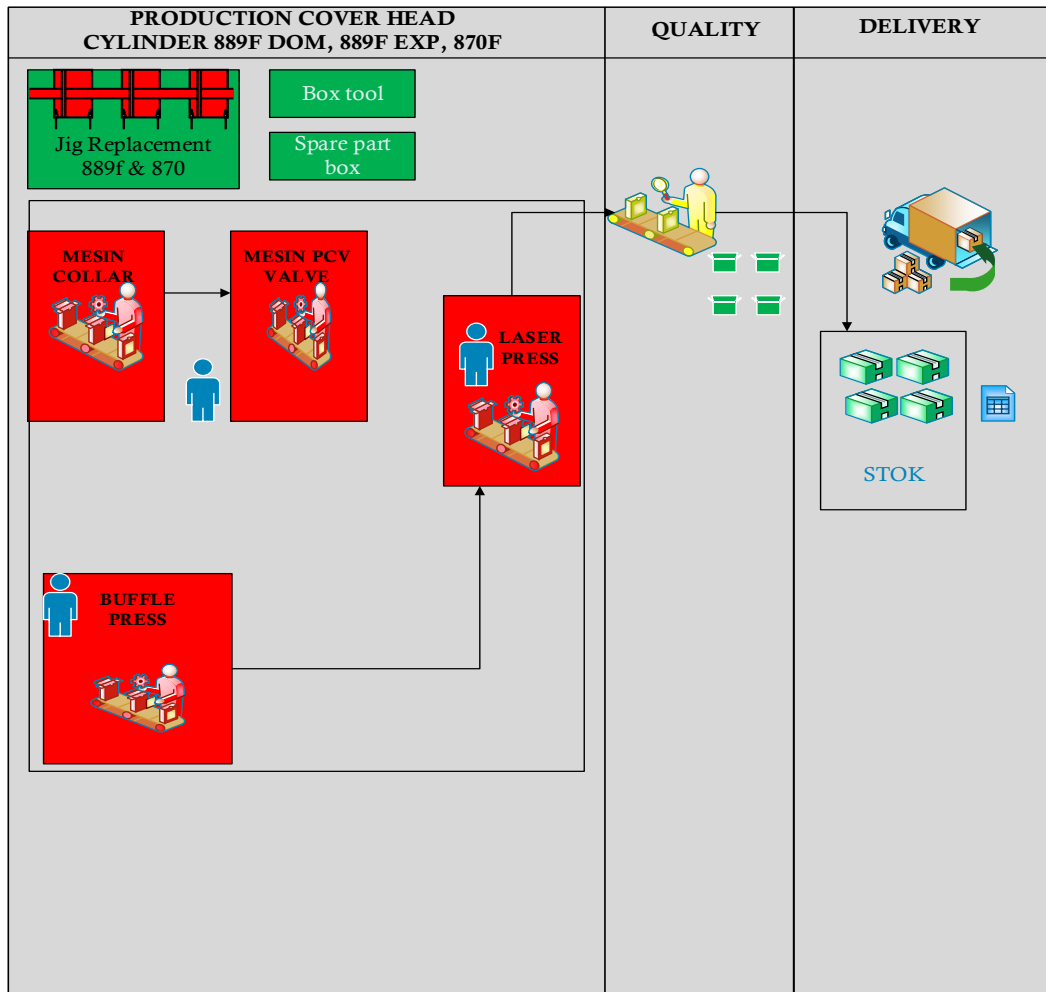 PRODUCTION COVER HEAD
CYLINDER 889F DOM, 889F EXP, 870F
QUALITY
DELIVERY
Jig Replacement
889f & 870
Box tool
Spare part
box
MESIN
COLLAR
MESIN PCV
VALVE
LASER
PRESS
BUFFLE
PRESS
STOK